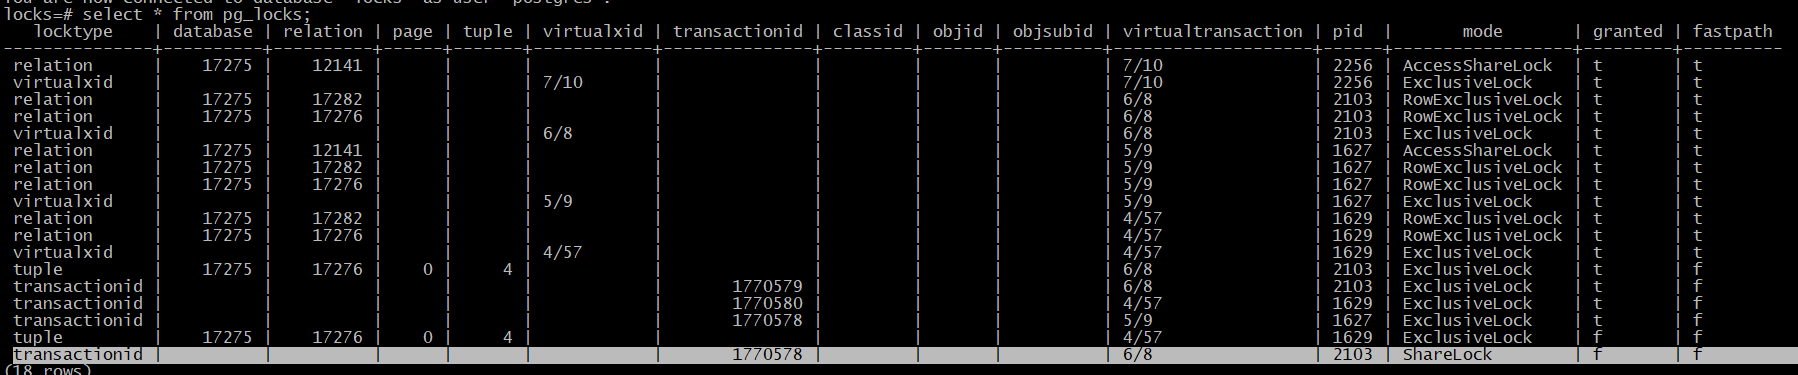 You are now connected to database "locks" as user "postgres".
locks=# select * from pg_locks;
locktype | database | relation | page | tuple | virtualxid | transactionid | classid | objid | objsubid | virtualtransaction | pid | mode | granted | fastpath
---------------+----------+----------+------+-------+------------+---------------+---------+-------+----------+--------------------+------+------------------+---------+----------
relation | 17275 | 12141 | | | | | | | | 7/10 | 2256 | AccessShareLock | t | t
virtualxid | | | | | 7/10 | | | | | 7/10 | 2256 | ExclusiveLock | t | t
relation | 17275 | 17282 | | | | | | | | 6/8 | 2103 | RowExclusiveLock | t | t
relation | 17275 | 17276 | | | | | | | | 6/8 | 2103 | RowExclusiveLock | t | t
virtualxid | | | | | 6/8 | | | | | 6/8 | 2103 | ExclusiveLock | t | t
relation | 17275 | 12141 | | | | | | | | 5/9 | 1627 | AccessShareLock | t | t
relation | 17275 | 17282 | | | | | | | | 5/9 | 1627 | RowExclusiveLock | t | t
relation | 17275 | 17276 | | | | | | | | 5/9 | 1627 | RowExclusiveLock | t | t
virtualxid | | | | | 5/9 | | | | | 5/9 | 1627 | ExclusiveLock | t | t
relation | 17275 | 17282 | | | | | | | | 4/57 | 1629 | RowExclusiveLock | t | t
relation | 17275 | 17276 | | | | | | | | 4/57 | 1629 | RowExclusiveLock | t | t
virtualxid | | | | | 4/57 | | | | | 4/57 | 1629 | ExclusiveLock | t | t
tuple | 17275 | 17276 | 0 | 4 | | | | | | 6/8 | 2103 | ExclusiveLock | t | f
transactionid | | | | | | 1770579 | | | | 6/8 | 2103 | ExclusiveLock | t | f
transactionid | | | | | | 1770580 | | | | 4/57 | 1629 | ExclusiveLock | t | f
transactionid | | | | | | 1770578 | | | | 5/9 | 1627 | ExclusiveLock | t | f
tuple | 17275 | 17276 | 0 | 4 | | | | | | 4/57 | 1629 | ExclusiveLock | f | f
transactionid | | | | | | 1770578 | | | | 6/8 | 2103 | ShareLock | f | f
(18 rows)